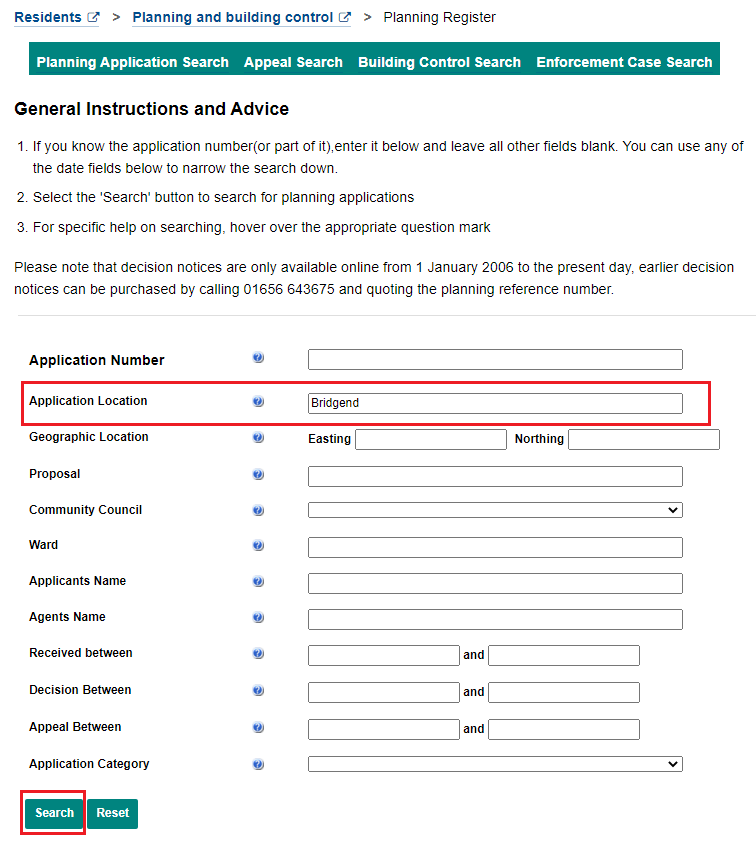 Residents > Planning and building control > Planning Register
Planning Application Search Appeal Search Building Control Search Enforcement Case Search
General Instructions and Advice
1. If you know the application number(or part of it),enter it below and leave all other fields blank. You can use any of
the date fields below to narrow the search down.
2. Select the 'Search' button to search for planning applications
3. For specific help on searching, hover over the appropriate question mark
Please note that decision notices are only available online from 1 January 2006 to the present day, earlier decision
notices can be purchased by calling 01656 643675 and quoting the planning reference number.
Application Number ?
Application Location ? Bridgend
Geographic Location ? Easting Northing
Proposal ?
Community Council ?
Ward ?
Applicants Name ?
Agents Name ?
Received between ? and
Decision Between ? and
Appeal Between ? and
Application Category ?
Search Reset